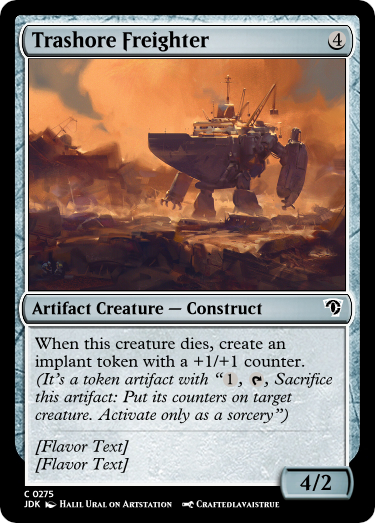 Trashore Freighter
4
Artifact Creature — Construct
When this creature dies, create an
implant token with a +1/+1 counter.
(It's a token artifact with “1, , Sacrifice
this artifact: Put its counters on target
creature. Activate only as a sorcery”)
[Flavor Text]
[Flavor Text]
4/2
C 0275
JDK Halil Ural on Artstation Craftedlavaistrue